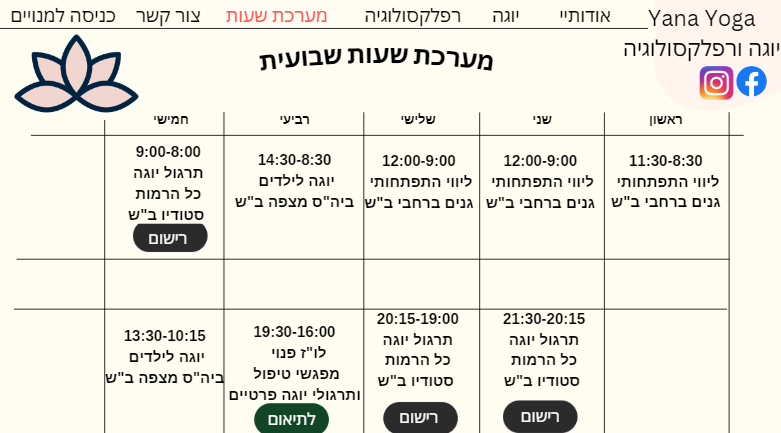 Yana Yoga
יוגה ורפלקסולוגיה
אודותיי
יוגה
רפלקסולוגיה
מערכת שעות
צור קשר
כניסה למנויים
מערכת שעות שבועית
ראשון
שני
שלישי
רביעי
חמישי
11:30-8:30
ליווי התפתחותי
גנים ברחבי ב"ש
12:00-9:00
ליווי התפתחותי
גנים ברחבי ב"ש
12:00-9:00
ליווי התפתחותי
גנים ברחבי ב"ש
14:30-8:30
יוגה לילדים
ביה"ס מצפה ב"ש
9:00-8:00
תרגול יוגה
כל הרמות
סטודיו ב"ש
רישום
21:30-20:15
תרגול יוגה
כל הרמות
סטודיו ב"ש
רישום
20:15-19:00
תרגול יוגה
כל הרמות
סטודיו ב"ש
רישום
19:30-16:00
לו"ז פנוי
מפגשי טיפול
ותרגולי יוגה פרטיים
לתיאום
13:30-10:15
יוגה לילדים
ביה"ס מצפה ב"ש